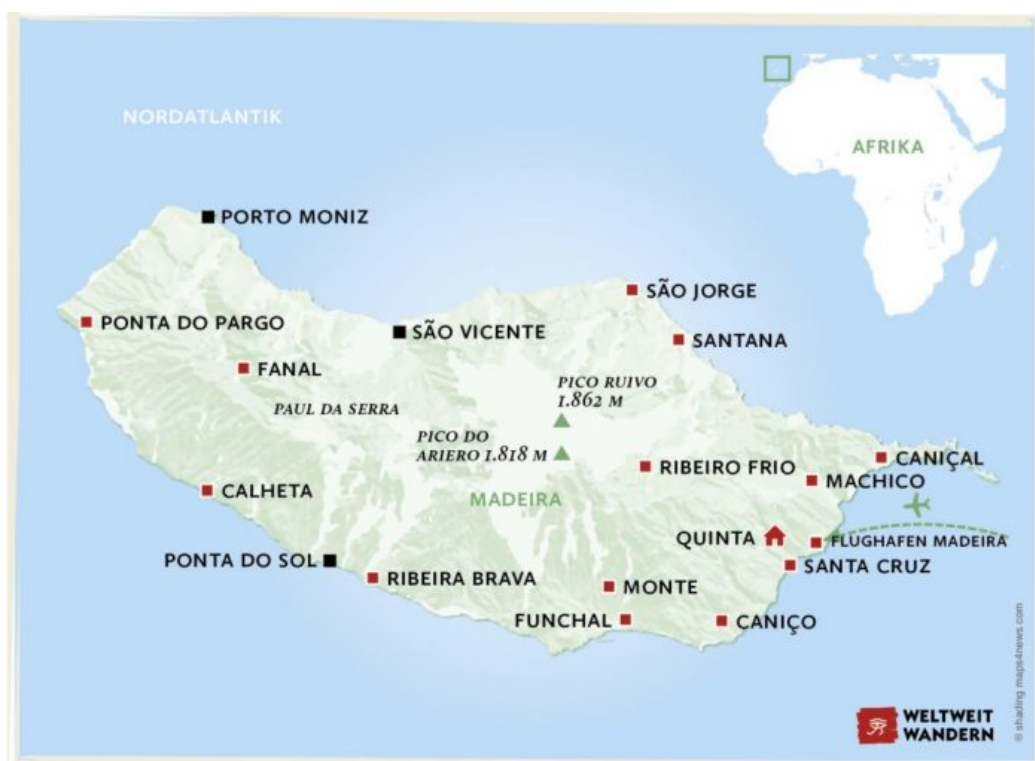 NORDATLANTIK
AFRIKA
PORTO MONIZ
SÃO JORGE
PONTA DO PARGO
SÃO VICENTE
SANTANA
FANAL
PICO RUIVO
1.862 M
PAUL DA SERRA
PICO DO
ARIERO 1.818 M
RIBEIRO FRIO
CANIÇAL
MACHICO
CALHETA
MADEIRA
QUINTA
FLUGHAFEN MADEIRA
PONTA DO SOL
SANTA CRUZ
RIBEIRA BRAVA
MONTE
FUNCHAL
CANIÇO
WELTWEIT
WANDERN
© shading maps4news.com